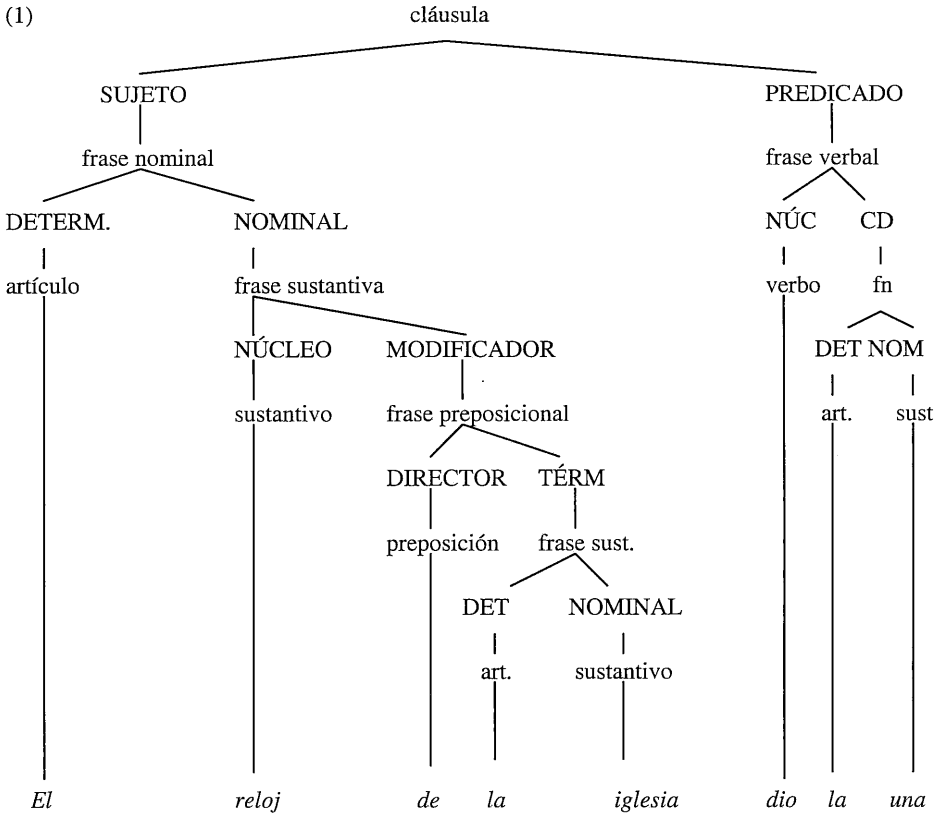 (1) cláusula
SUJETO PREDICADO
frase nominal frase verbal
DETERM. NOMINAL NÚC CD
artículo frase sustantiva verbo fn
NÚCLEO MODIFICADOR DET NOM
sustantivo frase preposicional art. sust
DIRECTOR TÉRM
preposición frase sust.
DET NOMINAL
art. sustantivo
El reloj de la iglesia dio la una